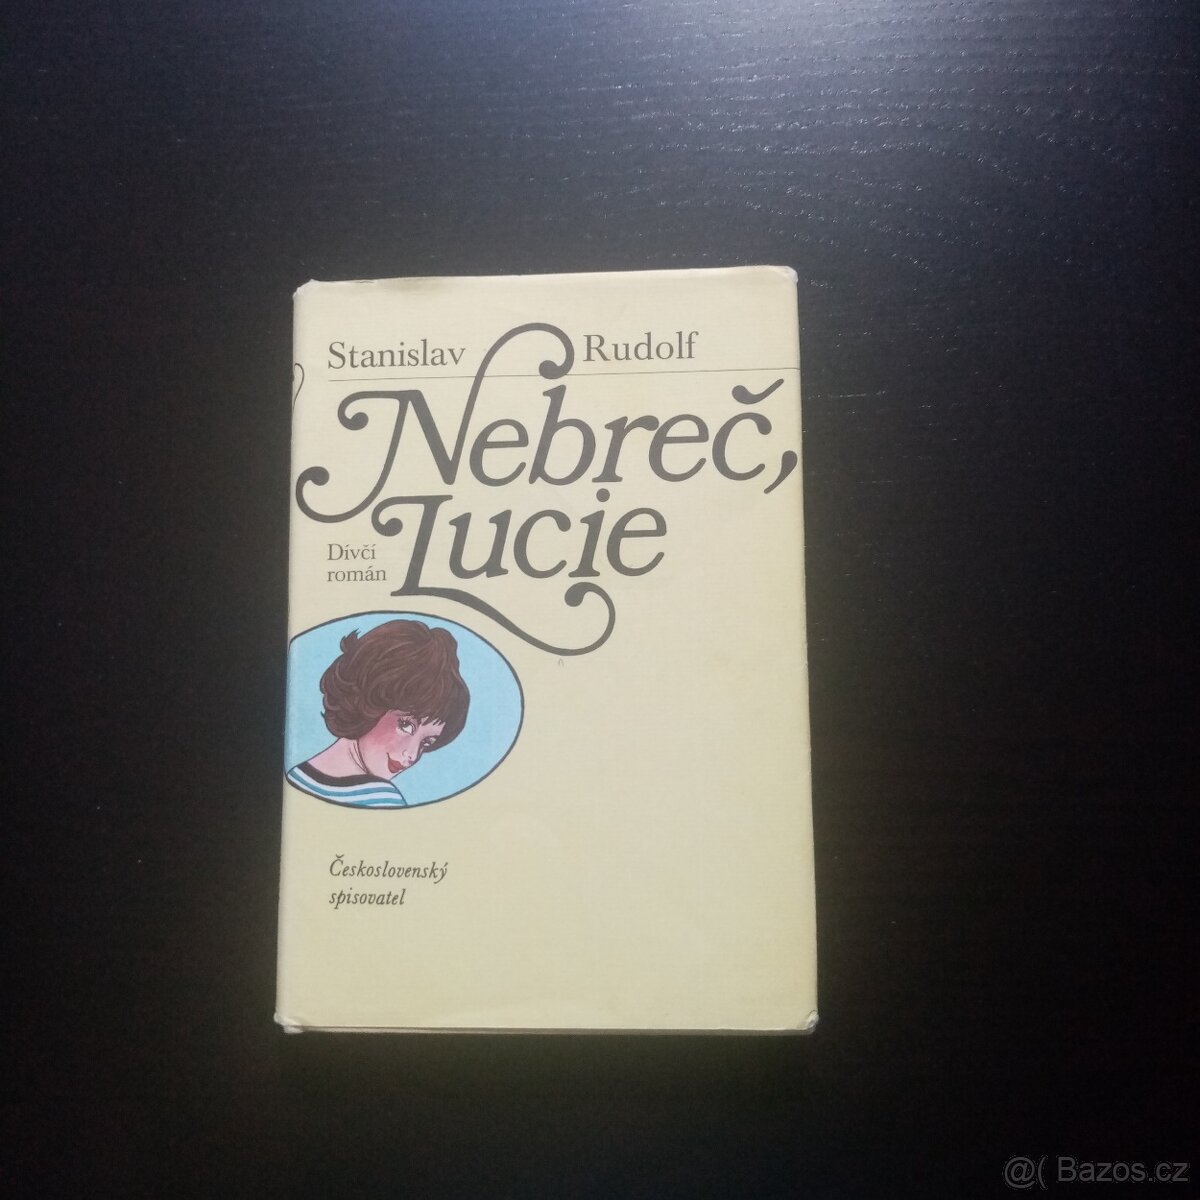 Stanislav Rudolf
Nebreč,
Lucie
Dívčí
román
Československý
spisovatel
@( Bazos.cz